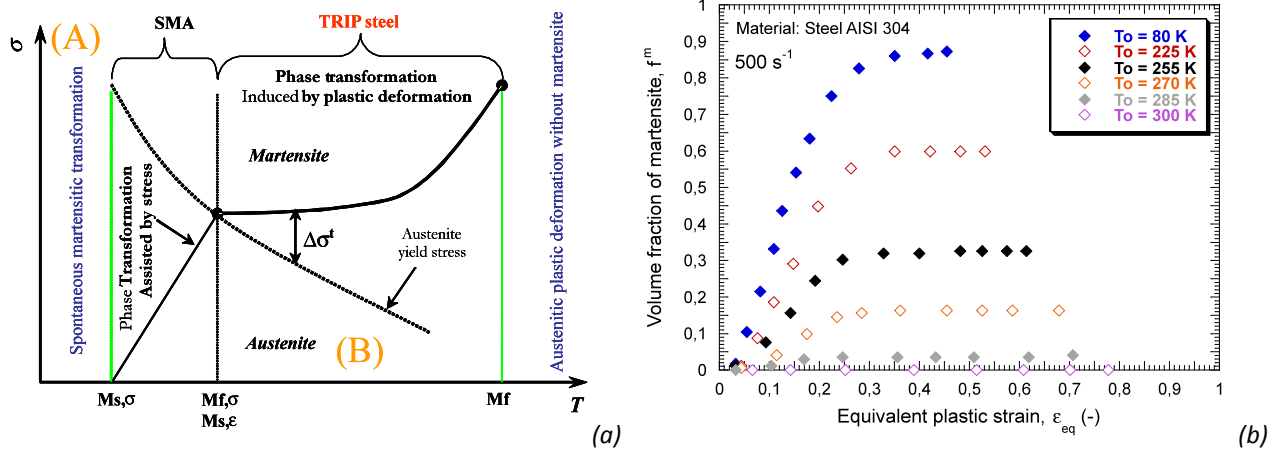 σ
(A)
SMA
TRIP steel
Spontaneous martensitic transformation
Phase Transformation
Assisted by stress
Phase transformation
Induced by plastic deformation
Martensite
Δσᵗ
Austenite
yield stress
Austenite
(B)
Austenitic plastic deformation without martensite
Ms,σ
Mf,σ
Ms,ε
Mf
T
(a)
Material: Steel AISI 304
500 s⁻¹
To = 80 K
To = 225 K
To = 255 K
To = 270 K
To = 285 K
To = 300 K
Volume fraction of martensite, fᵐ
1
0,9
0,8
0,7
0,6
0,5
0,4
0,3
0,2
0,1
0
0
0,1
0,2
0,3
0,4
0,5
0,6
0,7
0,8
0,9
1
Equivalent plastic strain, ε_eq (-)
(b)